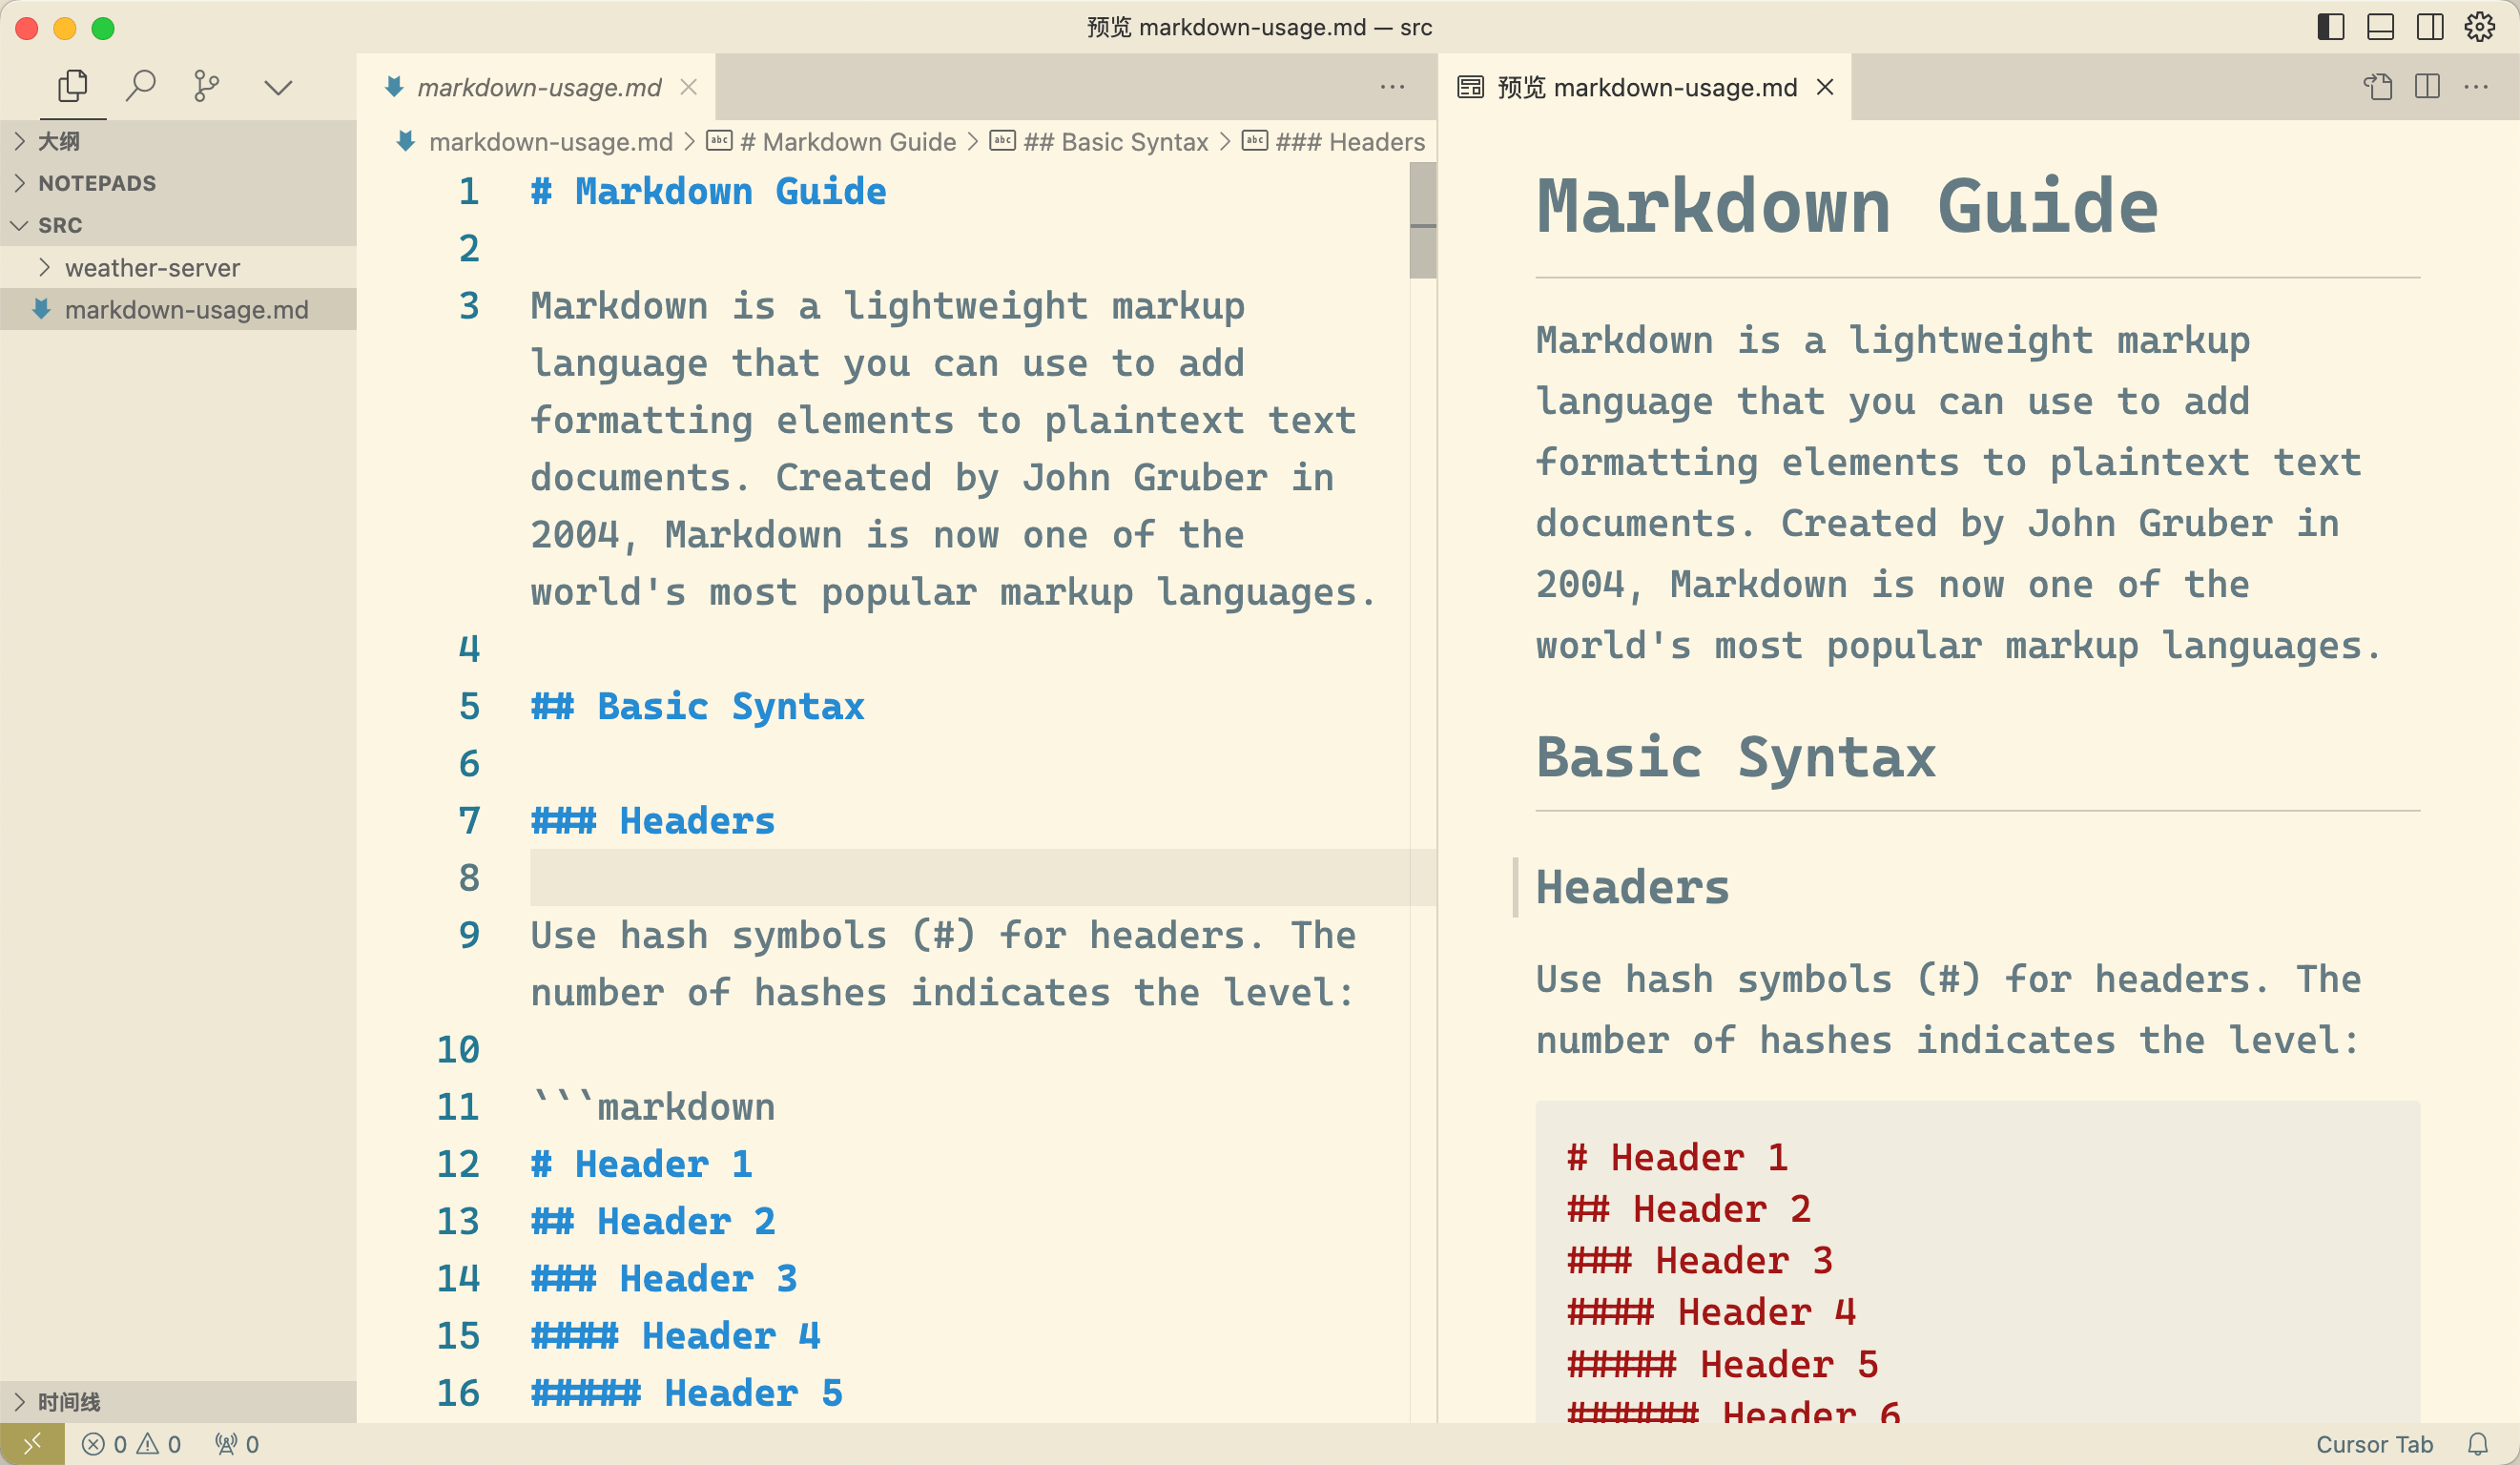 预览 markdown-usage.md — src
markdown-usage.md
预览 markdown-usage.md
大纲
NOTEPADS
SRC
weather-server
markdown-usage.md
时间线
markdown-usage.md > # Markdown Guide > ## Basic Syntax > ### Headers
1 # Markdown Guide
2
3 Markdown is a lightweight markup
language that you can use to add
formatting elements to plaintext text
documents. Created by John Gruber in
2004, Markdown is now one of the
world's most popular markup languages.
4
5 ## Basic Syntax
6
7 ### Headers
8
9 Use hash symbols (#) for headers. The
number of hashes indicates the level:
10
11 ```markdown
12 # Header 1
13 ## Header 2
14 ### Header 3
15 #### Header 4
16 ##### Header 5
Markdown Guide
Markdown is a lightweight markup
language that you can use to add
formatting elements to plaintext text
documents. Created by John Gruber in
2004, Markdown is now one of the
world's most popular markup languages.
Basic Syntax
Headers
Use hash symbols (#) for headers. The
number of hashes indicates the level:
# Header 1
## Header 2
### Header 3
#### Header 4
##### Header 5
###### Header 6
0 0 0
Cursor Tab